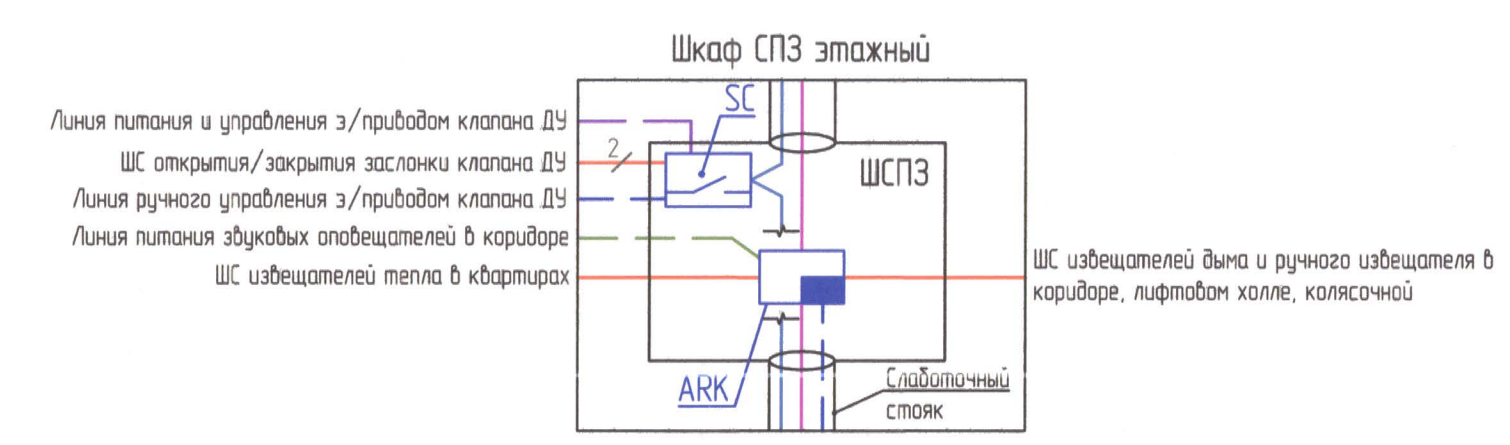 Шкаф СПЗ этажный
SC
Линия питания и управления э/приводом клапана ДУ
2
ШС открытия/закрытия заслонки клапана ДУ
ШСПЗ
Линия ручного управления э/приводом клапана ДУ
Линия питания звуковых оповещателей в коридоре
ШС извещателей тепла в квартирах
ШС извещателей дыма и ручного извещателя в
коридоре, лифтовом холле, колясочной
ARK
Слаботочный
стояк